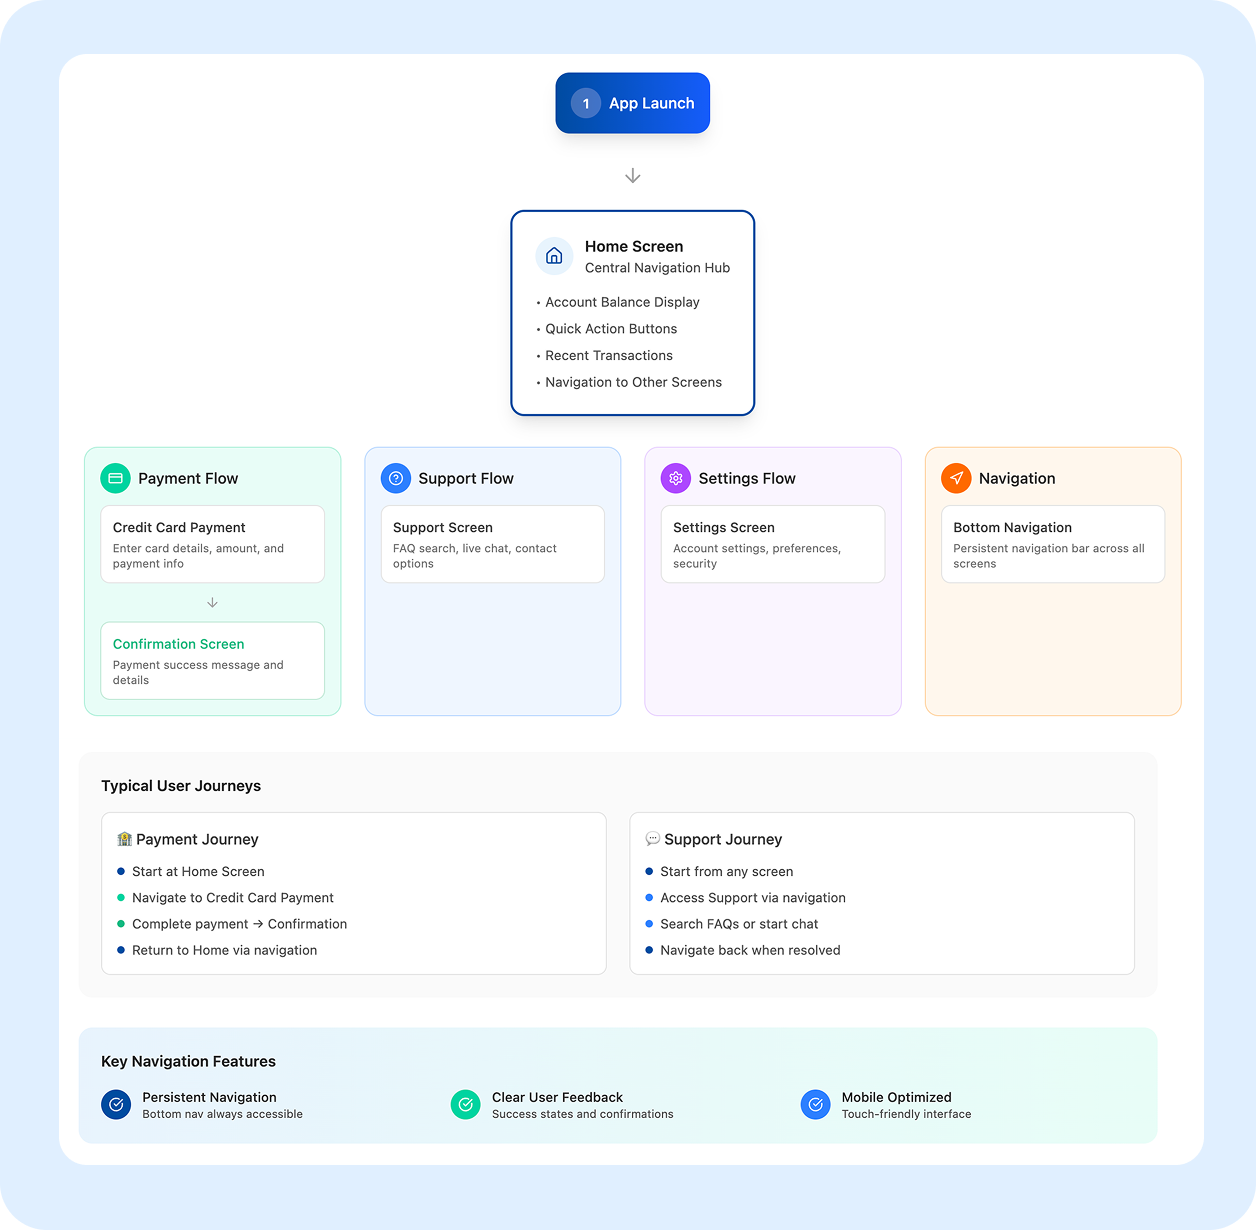 1 App Launch
Home Screen
Central Navigation Hub
• Account Balance Display
• Quick Action Buttons
• Recent Transactions
• Navigation to Other Screens
Payment Flow
Credit Card Payment
Enter card details, amount, and
payment info
Confirmation Screen
Payment success message and
details
Support Flow
Support Screen
FAQ search, live chat, contact
options
Settings Flow
Settings Screen
Account settings, preferences,
security
Navigation
Bottom Navigation
Persistent navigation bar across all
screens
Typical User Journeys
Payment Journey
Start at Home Screen
Navigate to Credit Card Payment
Complete payment → Confirmation
Return to Home via navigation
Support Journey
Start from any screen
Access Support via navigation
Search FAQs or start chat
Navigate back when resolved
Key Navigation Features
Persistent Navigation
Bottom nav always accessible
Clear User Feedback
Success states and confirmations
Mobile Optimized
Touch-friendly interface